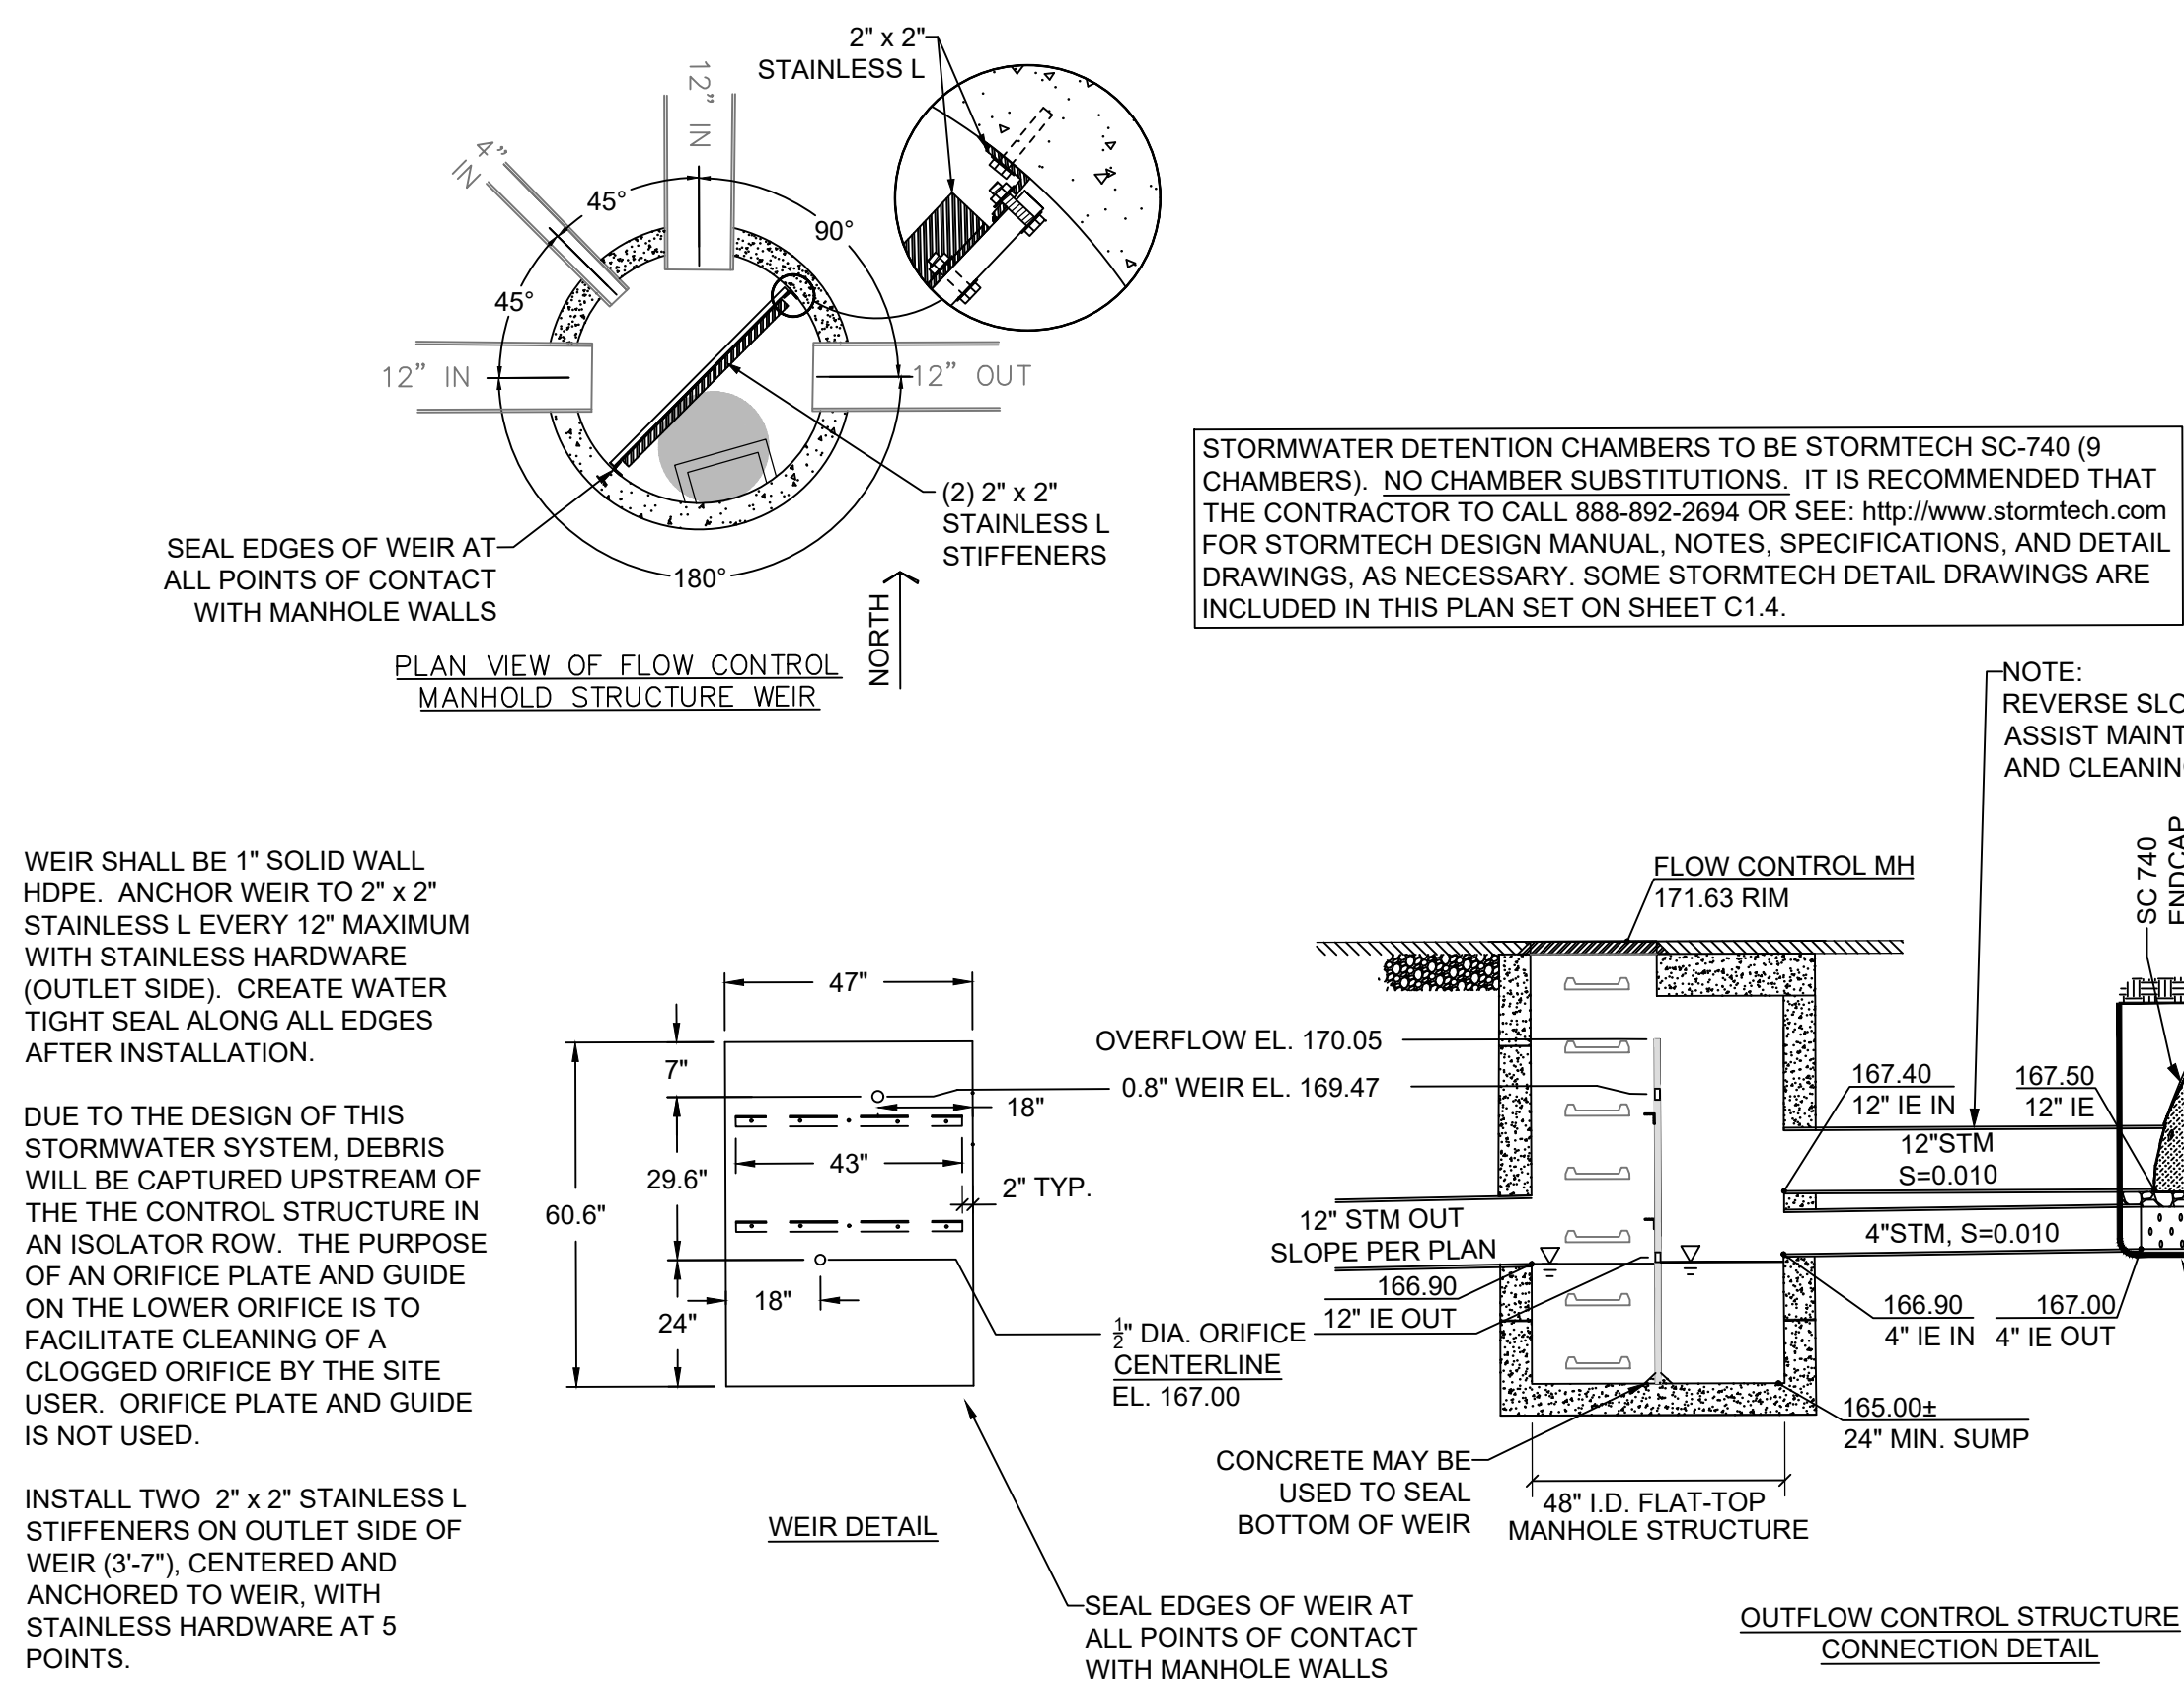 2" x 2"
STAINLESS L
12” IN
4”
IN
45°
90°
45°
12” IN
12” OUT
(2) 2" x 2"
STAINLESS L
STIFFENERS
SEAL EDGES OF WEIR AT
ALL POINTS OF CONTACT
WITH MANHOLE WALLS
180°
NORTH
PLAN VIEW OF FLOW CONTROL
MANHOLD STRUCTURE WEIR
STORMWATER DETENTION CHAMBERS TO BE STORMTECH SC-740 (9
CHAMBERS). NO CHAMBER SUBSTITUTIONS. IT IS RECOMMENDED THAT
THE CONTRACTOR TO CALL 888-892-2694 OR SEE: http://www.stormtech.com
FOR STORMTECH DESIGN MANUAL, NOTES, SPECIFICATIONS, AND DETAIL
DRAWINGS, AS NECESSARY. SOME STORMTECH DETAIL DRAWINGS ARE
INCLUDED IN THIS PLAN SET ON SHEET C1.4.
NOTE:
REVERSE SLO
ASSIST MAINT
AND CLEANIN
WEIR SHALL BE 1" SOLID WALL
HDPE. ANCHOR WEIR TO 2" x 2"
STAINLESS L EVERY 12" MAXIMUM
WITH STAINLESS HARDWARE
(OUTLET SIDE). CREATE WATER
TIGHT SEAL ALONG ALL EDGES
AFTER INSTALLATION.
DUE TO THE DESIGN OF THIS
STORMWATER SYSTEM, DEBRIS
WILL BE CAPTURED UPSTREAM OF
THE THE CONTROL STRUCTURE IN
AN ISOLATOR ROW. THE PURPOSE
OF AN ORIFICE PLATE AND GUIDE
ON THE LOWER ORIFICE IS TO
FACILITATE CLEANING OF A
CLOGGED ORIFICE BY THE SITE
USER. ORIFICE PLATE AND GUIDE
IS NOT USED.
INSTALL TWO 2" x 2" STAINLESS L
STIFFENERS ON OUTLET SIDE OF
WEIR (3'-7"), CENTERED AND
ANCHORED TO WEIR, WITH
STAINLESS HARDWARE AT 5
POINTS.
47"
7"
18"
43"
29.6"
2" TYP.
60.6"
18"
24"
WEIR DETAIL
OVERFLOW EL. 170.05
0.8" WEIR EL. 169.47
½" DIA. ORIFICE
CENTERLINE
EL. 167.00
SEAL EDGES OF WEIR AT
ALL POINTS OF CONTACT
WITH MANHOLE WALLS
FLOW CONTROL MH
171.63 RIM
12" STM OUT
SLOPE PER PLAN
166.90
12" IE OUT
CONCRETE MAY BE
USED TO SEAL
BOTTOM OF WEIR
48" I.D. FLAT-TOP
MANHOLE STRUCTURE
167.40
12" IE IN
167.50
12" IE
12"STM
S=0.010
4"STM, S=0.010
166.90
4" IE IN
167.00
4" IE OUT
165.00±
24" MIN. SUMP
SC 740
ENDCAP
OUTFLOW CONTROL STRUCTURE
CONNECTION DETAIL